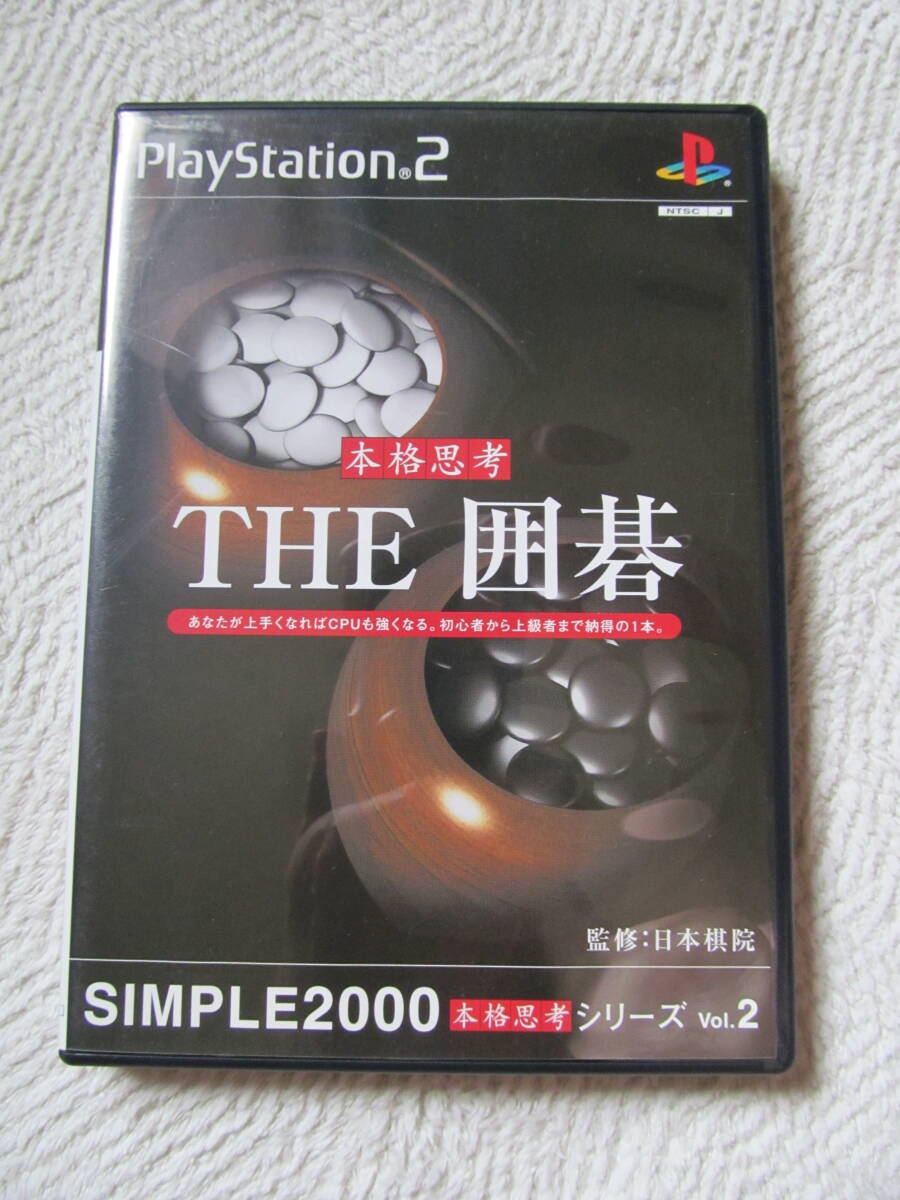 PlayStation®2
NTSC J
本格思考
THE 囲碁
あなたが上手くなればCPUも強くなる。初心者から上級者まで納得の1本。
監修:日本棋院
SIMPLE2000 本格思考シリーズ Vol.2